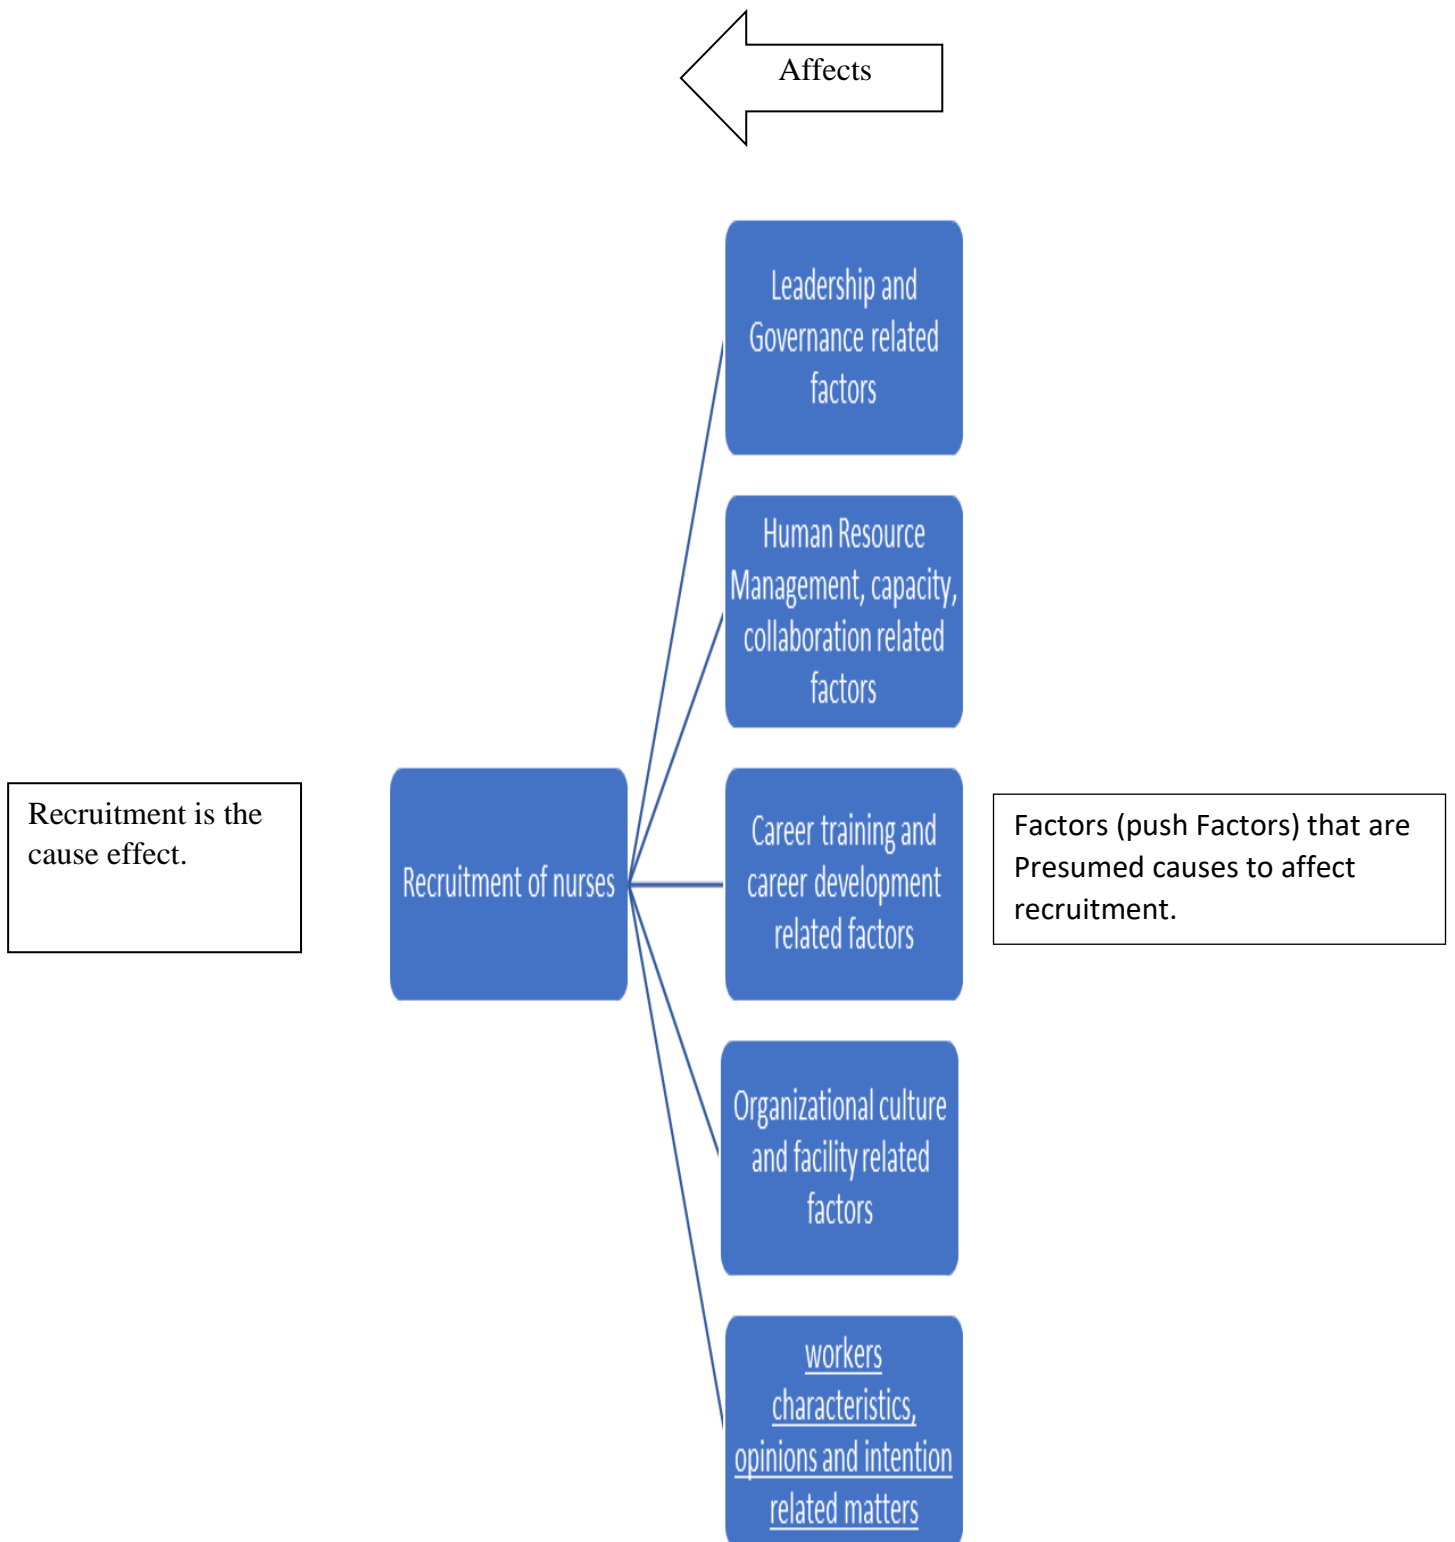 Affects
Leadership and
Governance related
factors
Human Resource
Management, capacity,
collaboration related
factors
Recruitment is the
cause effect.
Recruitment of nurses
Career training and
career development
related factors
Factors (push Factors) that are
Presumed causes to affect
recruitment.
Organizational culture
and facility related
factors
workers
characteristics,
opinions and intention
related matters